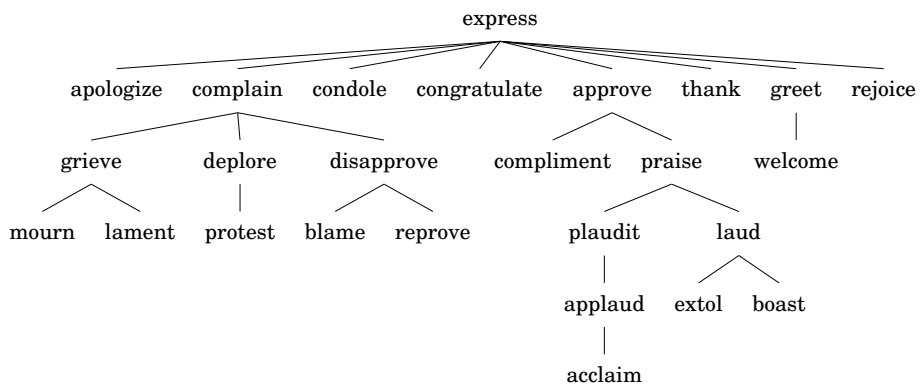 express
apologize complain condole congratulate approve thank greet rejoice
grieve deplore disapprove compliment praise welcome
mourn lament protest blame reprove plaudit laud
applaud extol boast
acclaim